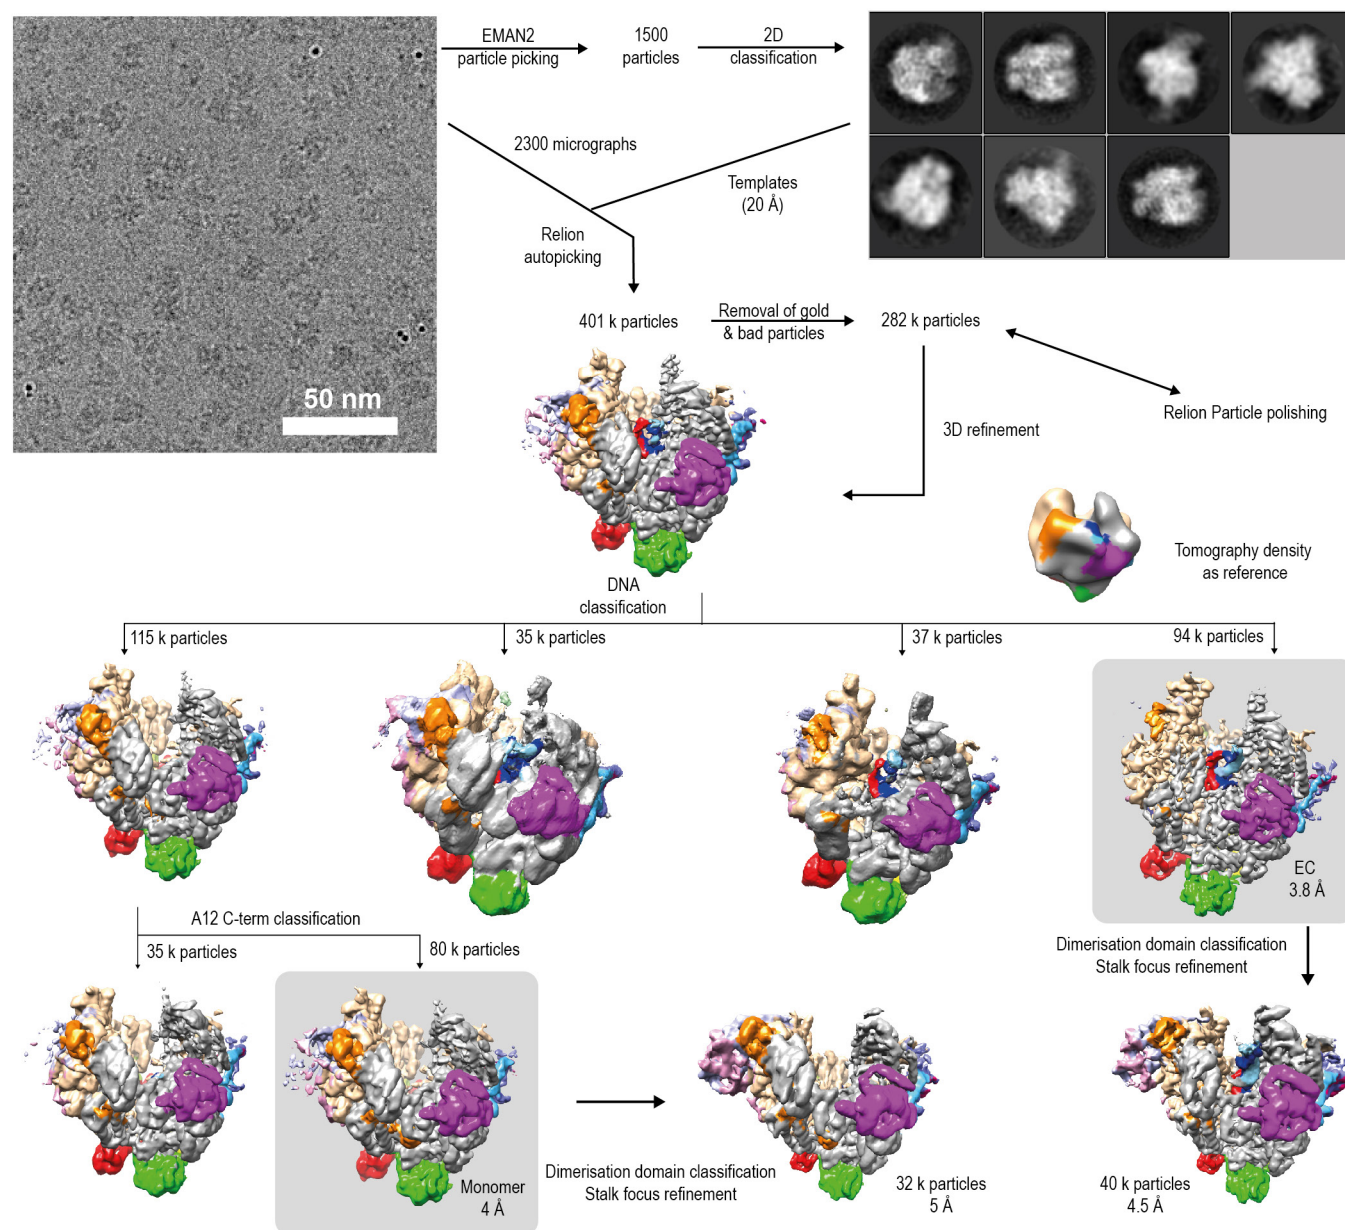 EMAN2
particle picking
1500
particles
2D
classification
2300 micrographs
Templates
(20 Å)
Relion
autopicking
50 nm
401 k particles
Removal of gold
& bad particles
282 k particles
Relion Particle polishing
3D refinement
Tomography density
as reference
DNA
classification
115 k particles
35 k particles
37 k particles
94 k particles
EC
3.8 Å
A12 C-term classification
35 k particles
80 k particles
Dimerisation domain classification
Stalk focus refinement
Monomer
4 Å
Dimerisation domain classification
Stalk focus refinement
32 k particles
5 Å
40 k particles
4.5 Å